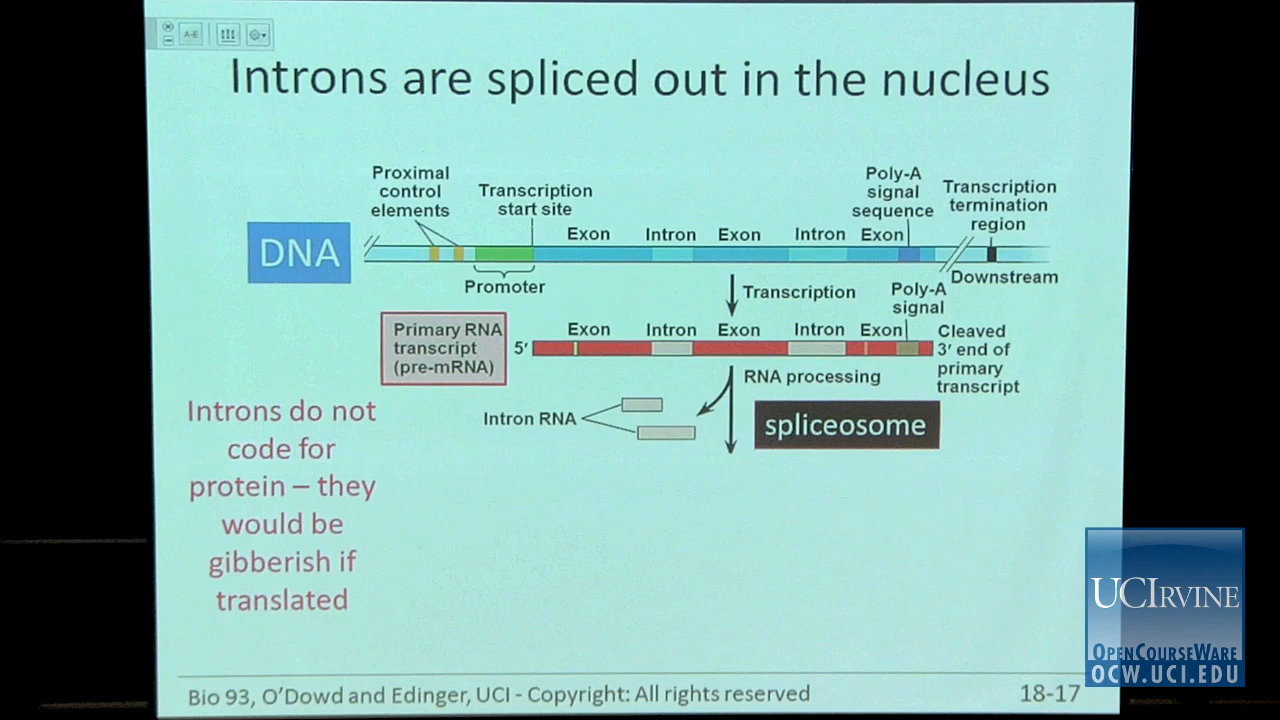 A-E
Introns are spliced out in the nucleus
Proximal
control
elements
Transcription
start site
Poly-A
signal
sequence
Transcription
termination
region
DNA
Exon
Intron
Exon
Intron
Exon
Promoter
Downstream
Transcription
Poly-A
signal
Primary RNA
transcript
(pre-mRNA)
5′
Exon
Intron
Exon
Intron
Exon
Cleaved
3′ end of
primary
transcript
RNA processing
Intron RNA
spliceosome
Introns do not
code for
protein – they
would be
gibberish if
translated
Bio 93, O'Dowd and Edinger, UCI - Copyright: All rights reserved
18-17
UCIRVINE
OPENCOURSEWARE
OCW.UCI.EDU